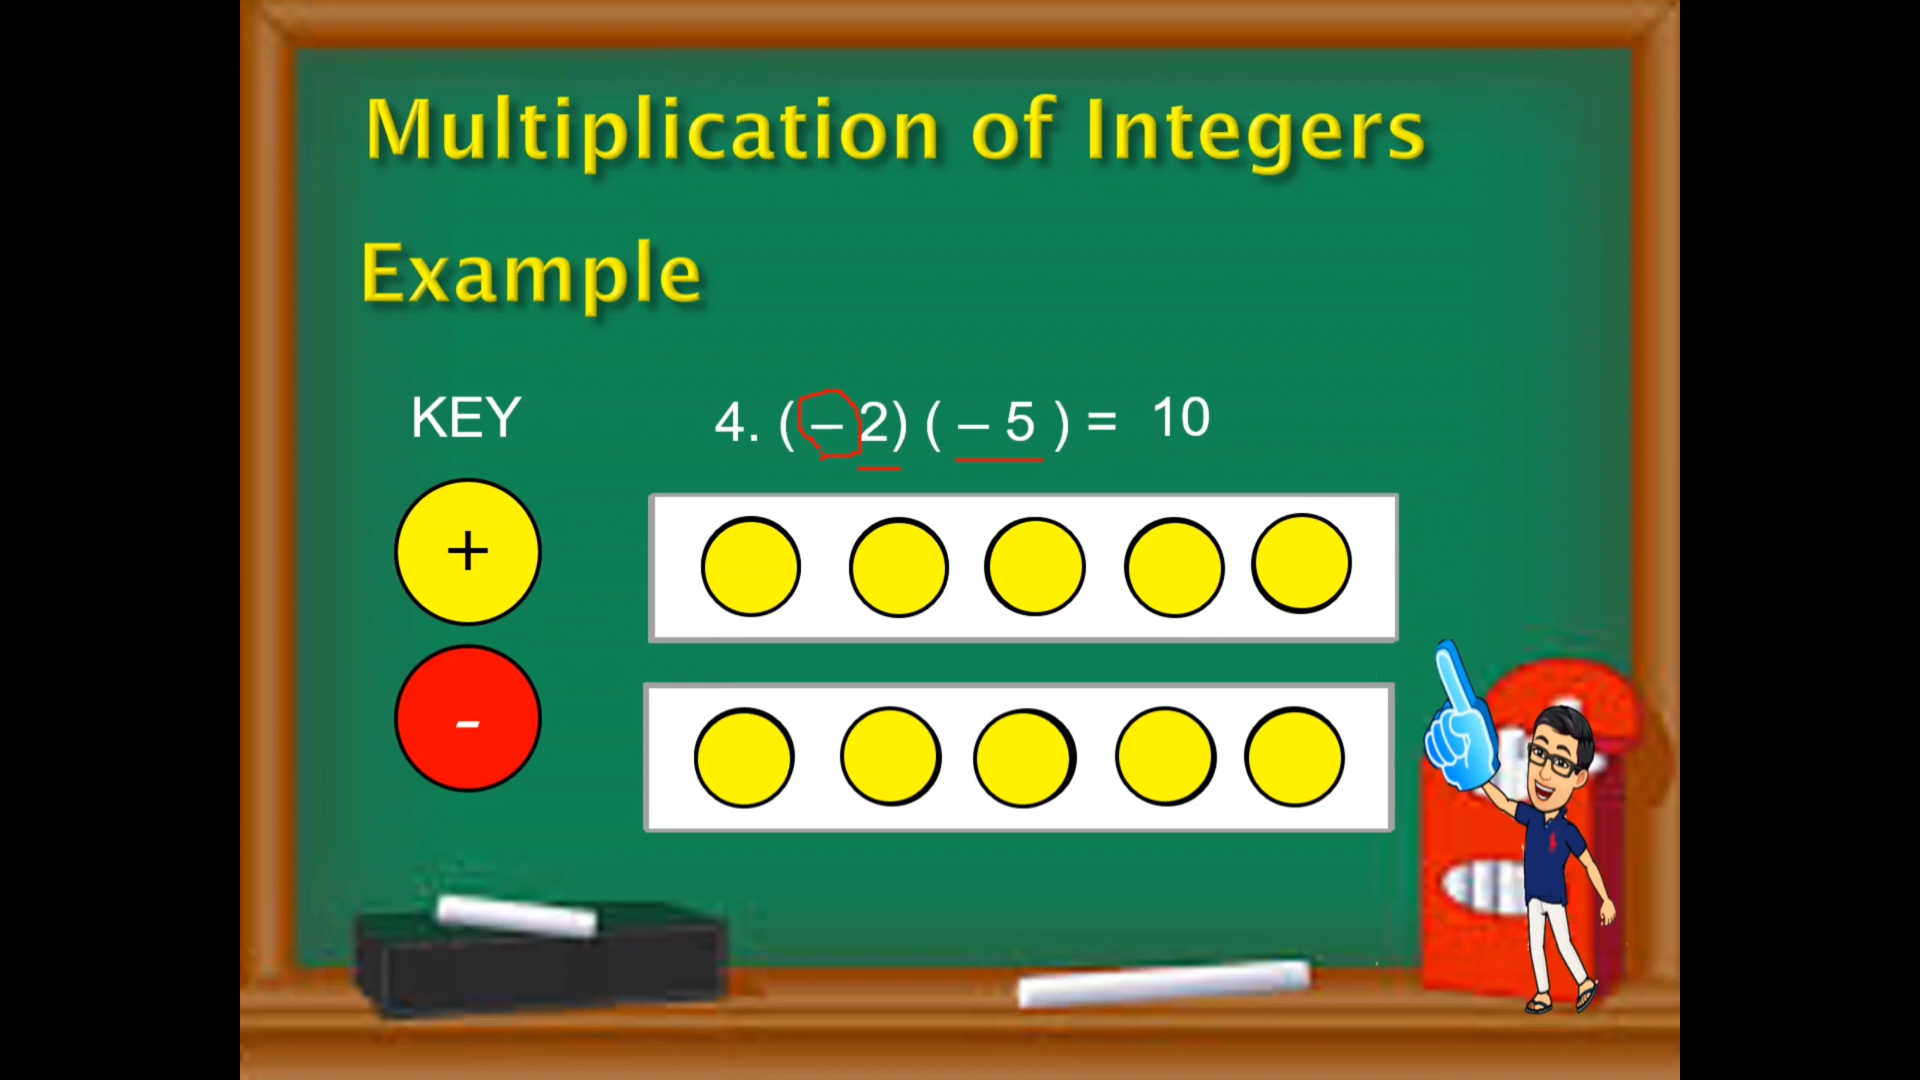 Multiplication of Integers
Example
KEY
4. (– 2) ( – 5 ) = 10
+
-